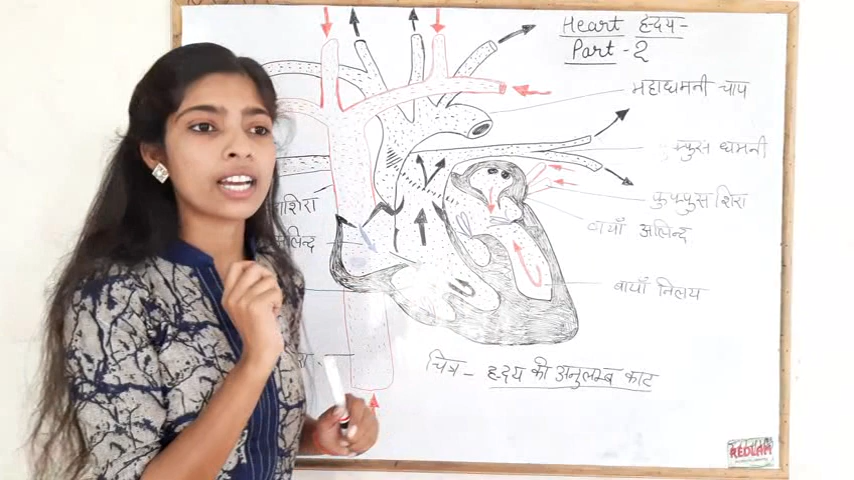 Heart हृदय-
Part-2
महाधमनी चाप
फुस धमनी
फुफ्फुस शिरा
बायाँ अलिन्द
शिरा
लिन्द
बायाँ निलय
चित्र- हृदय की अनुलम्ब काट
REDLAM